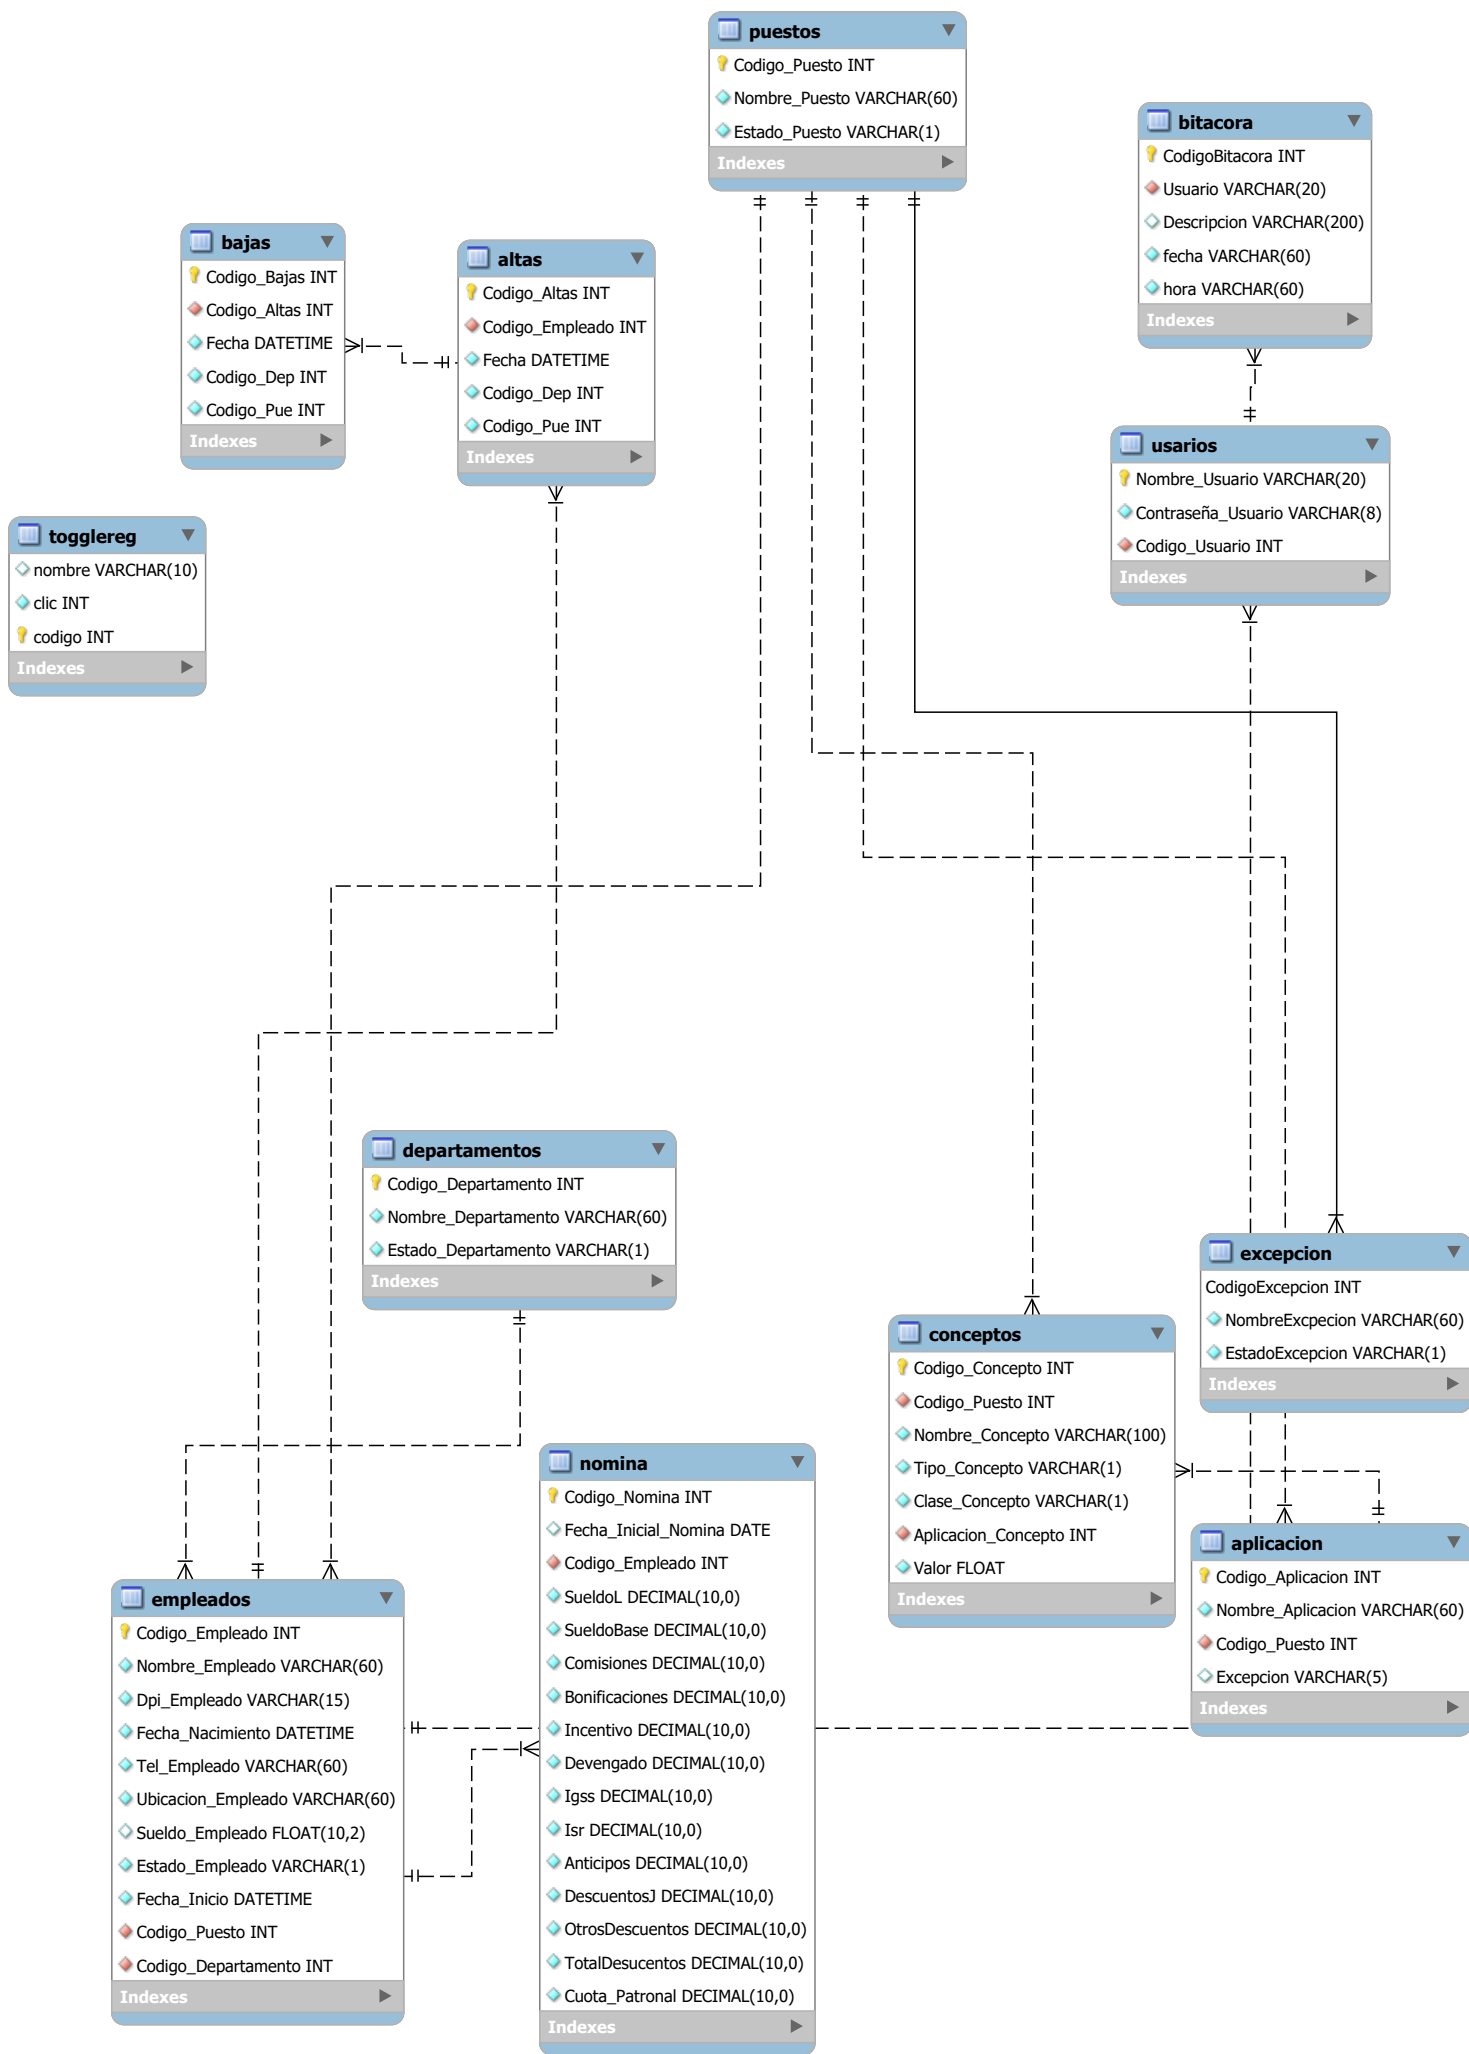 puestos
Codigo_Puesto INT
Nombre_Puesto VARCHAR(60)
Estado_Puesto VARCHAR(1)
Indexes
bitacora
CodigoBitacora INT
Usuario VARCHAR(20)
Descripcion VARCHAR(200)
fecha VARCHAR(60)
hora VARCHAR(60)
Indexes
bajas
Codigo_Bajas INT
Codigo_Altas INT
Fecha DATETIME
Codigo_Dep INT
Codigo_Pue INT
Indexes
altas
Codigo_Altas INT
Codigo_Empleado INT
Fecha DATETIME
Codigo_Dep INT
Codigo_Pue INT
Indexes
usarios
Nombre_Usuario VARCHAR(20)
Contraseña_Usuario VARCHAR(8)
Codigo_Usuario INT
Indexes
togglereg
nombre VARCHAR(10)
clic INT
codigo INT
Indexes
departamentos
Codigo_Departamento INT
Nombre_Departamento VARCHAR(60)
Estado_Departamento VARCHAR(1)
Indexes
excepcion
CodigoExcepcion INT
NombreExcpecion VARCHAR(60)
EstadoExcepcion VARCHAR(1)
Indexes
conceptos
Codigo_Concepto INT
Codigo_Puesto INT
Nombre_Concepto VARCHAR(100)
Tipo_Concepto VARCHAR(1)
Clase_Concepto VARCHAR(1)
Aplicacion_Concepto INT
Valor FLOAT
Indexes
nomina
Codigo_Nomina INT
Fecha_Inicial_Nomina DATE
Codigo_Empleado INT
SueldoL DECIMAL(10,0)
SueldoBase DECIMAL(10,0)
Comisiones DECIMAL(10,0)
Bonificaciones DECIMAL(10,0)
Incentivo DECIMAL(10,0)
Devengado DECIMAL(10,0)
Igss DECIMAL(10,0)
Isr DECIMAL(10,0)
Anticipos DECIMAL(10,0)
DescuentosJ DECIMAL(10,0)
OtrosDescuentos DECIMAL(10,0)
TotalDesucentos DECIMAL(10,0)
Cuota_Patronal DECIMAL(10,0)
Indexes
aplicacion
Codigo_Aplicacion INT
Nombre_Aplicacion VARCHAR(60)
Codigo_Puesto INT
Excepcion VARCHAR(5)
Indexes
empleados
Codigo_Empleado INT
Nombre_Empleado VARCHAR(60)
Dpi_Empleado VARCHAR(15)
Fecha_Nacimiento DATETIME
Tel_Empleado VARCHAR(60)
Ubicacion_Empleado VARCHAR(60)
Sueldo_Empleado FLOAT(10,2)
Estado_Empleado VARCHAR(1)
Fecha_Inicio DATETIME
Codigo_Puesto INT
Codigo_Departamento INT
Indexes